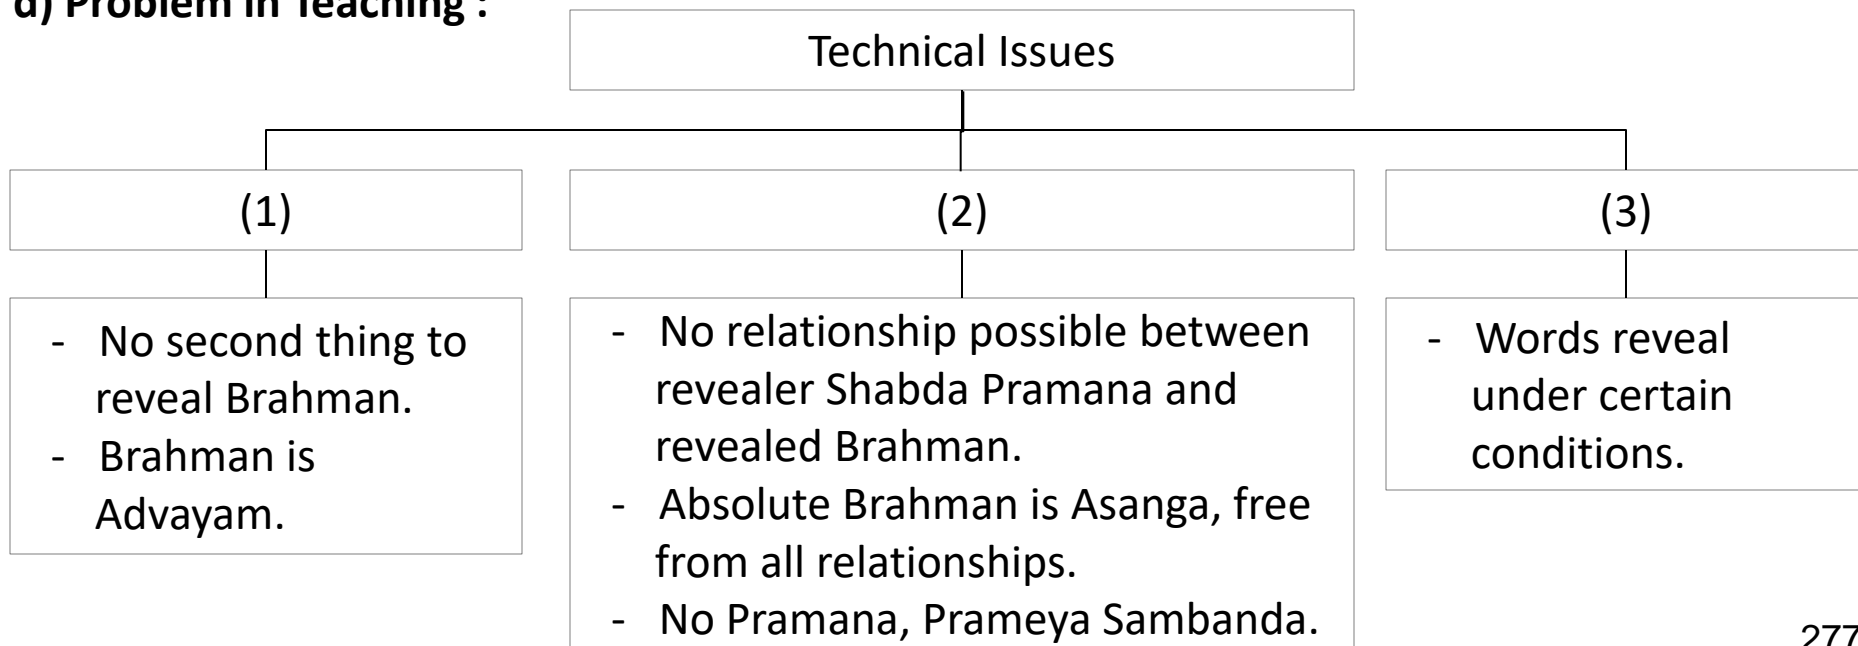 d) Problem in Teaching :
Technical Issues
(1)
(2)
(3)
- No second thing to
reveal Brahman.
- Brahman is
Advayam.
- No relationship possible between
revealer Shabda Pramana and
revealed Brahman.
- Absolute Brahman is Asanga, free
from all relationships.
- No Pramana, Prameya Sambanda.
- Words reveal
under certain
conditions.
277